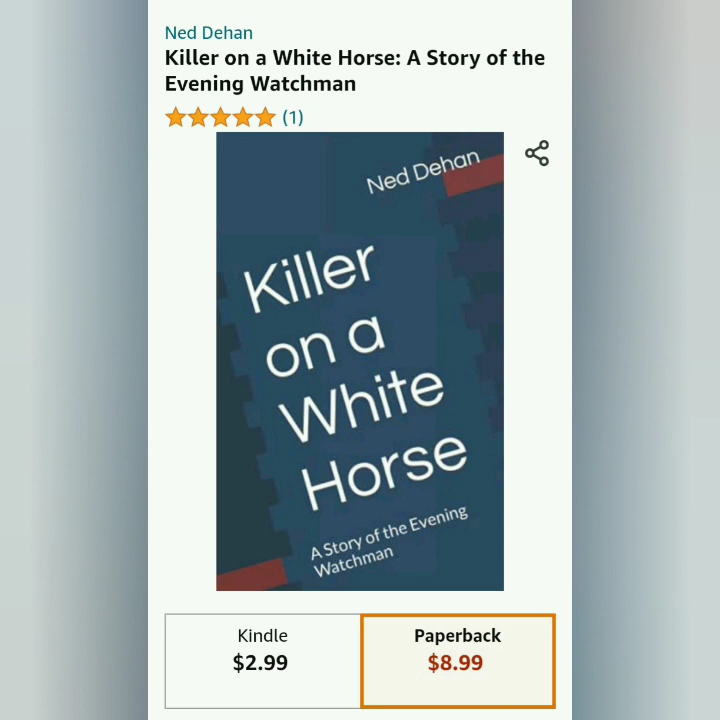 Ned Dehan
Killer on a White Horse: A Story of the
Evening Watchman
(1)
Ned Dehan
Killer
on a
White
Horse
A Story of the Evening
Watchman
Kindle
$2.99
Paperback
$8.99